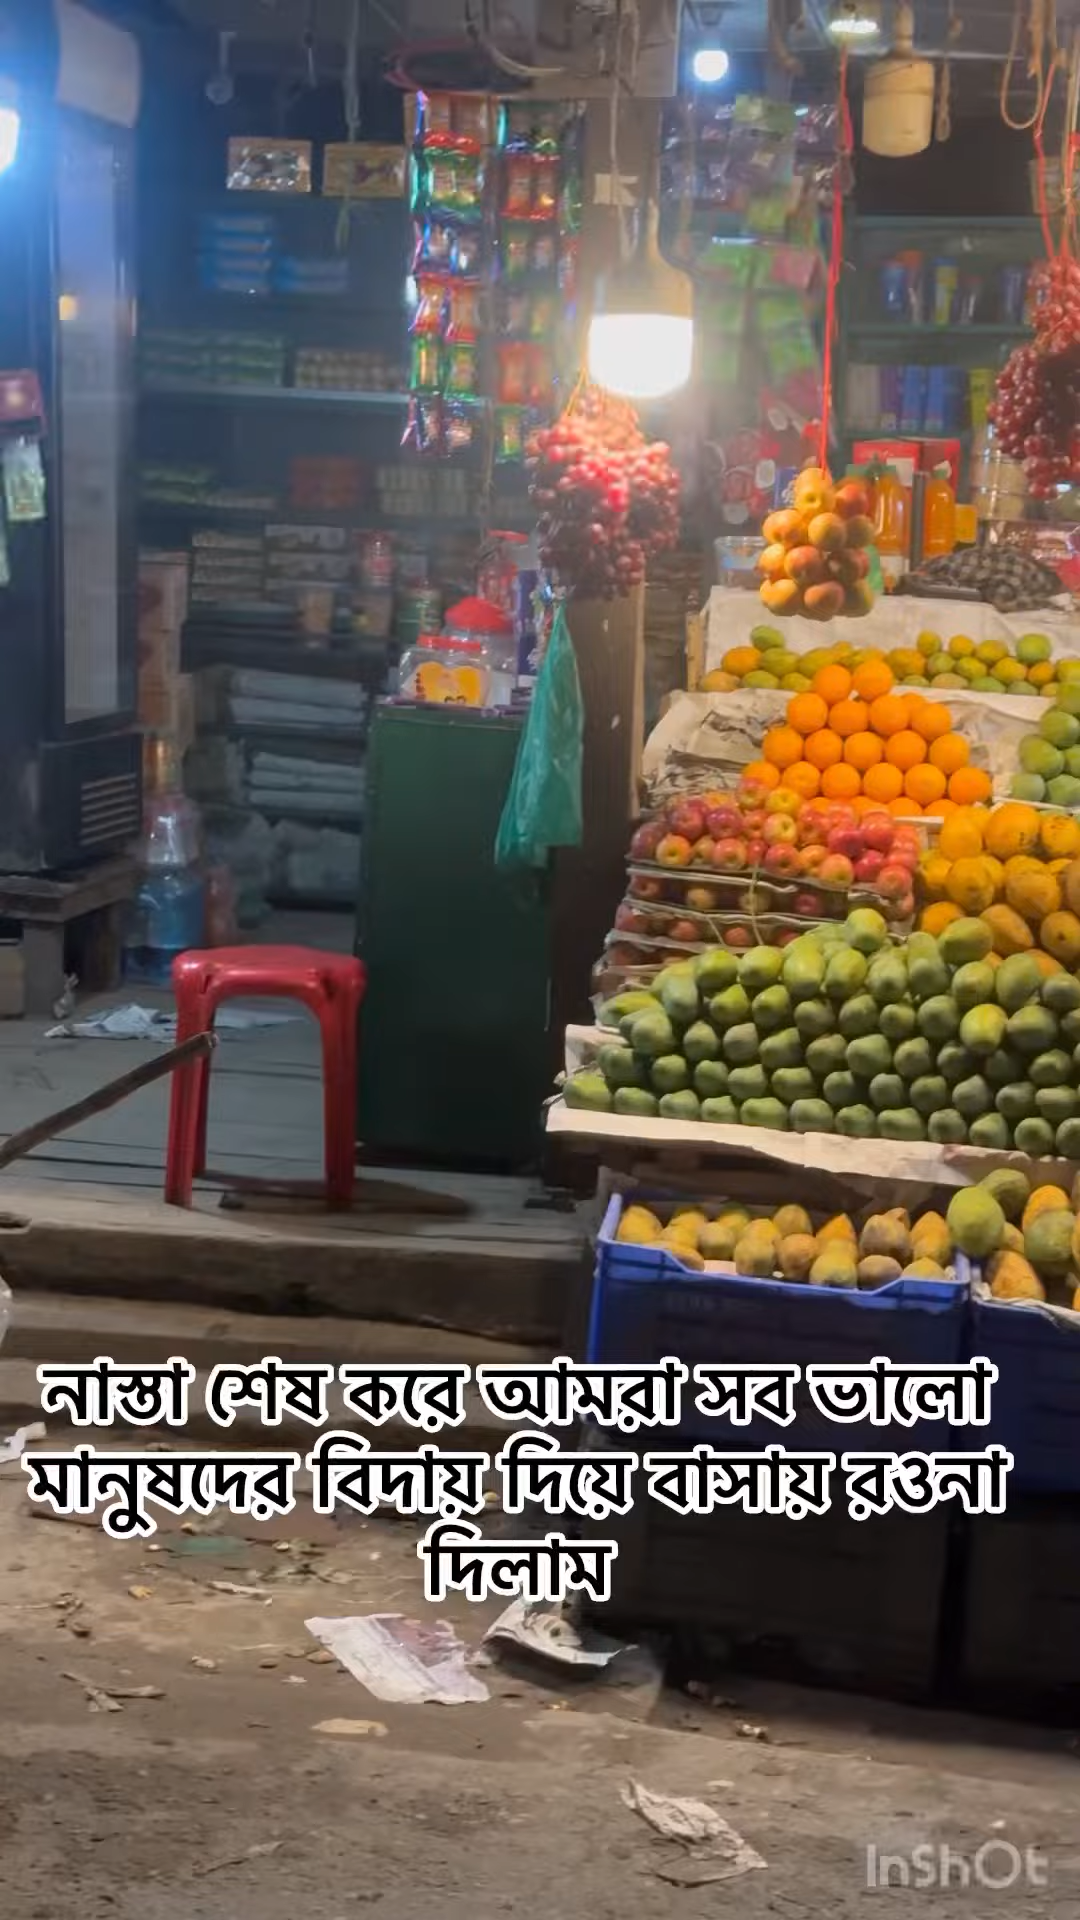 নাস্তা শেষ করে আমরা সব ভালো
মানুষদের বিদায় দিয়ে বাসায় রওনা
দিলাম
InShOt